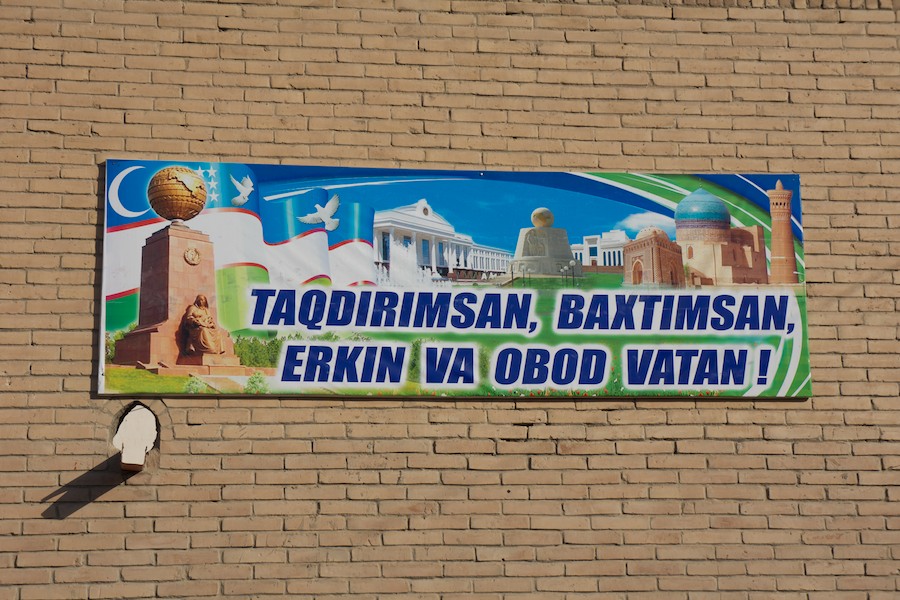 TAQDIRIMSAN, BAXTIMSAN,
ERKIN VA OBOD VATAN !